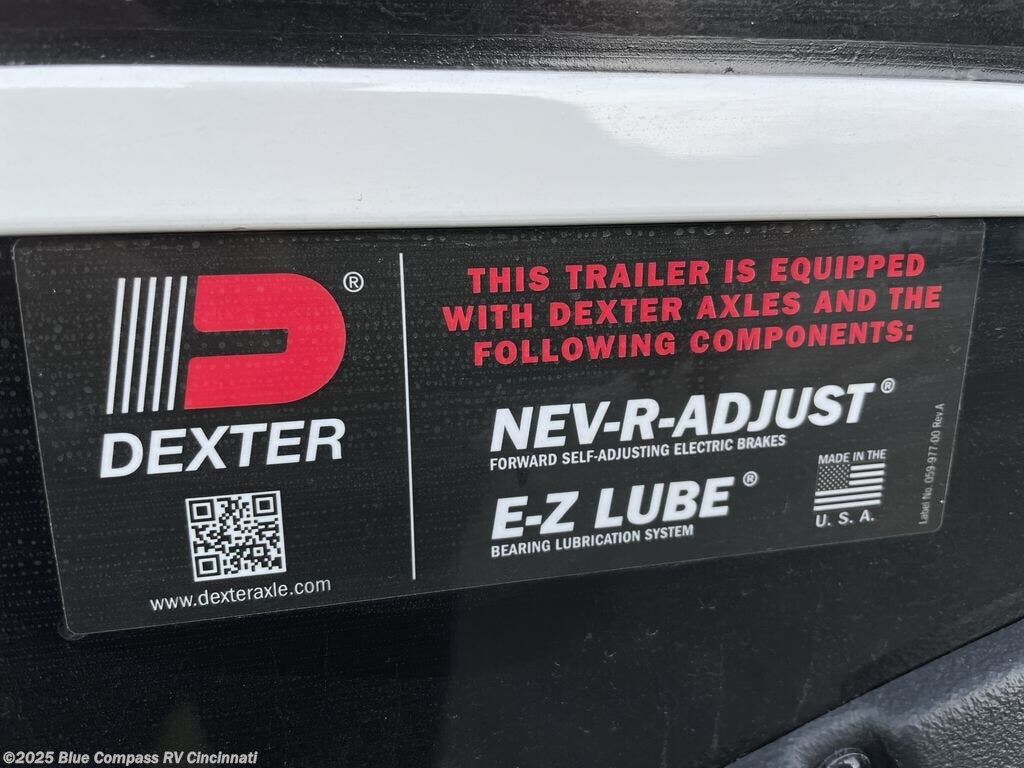 DEXTER®
www.dexteraxle.com
THIS TRAILER IS EQUIPPED
WITH DEXTER AXLES AND THE
FOLLOWING COMPONENTS:
NEV-R-ADJUST®
FORWARD SELF-ADJUSTING ELECTRIC BRAKES
E-Z LUBE®
BEARING LUBRICATION SYSTEM
MADE IN THE
U. S. A.
Label No. 059-977-00 Rev.A
©2025 Blue Compass RV Cincinnati